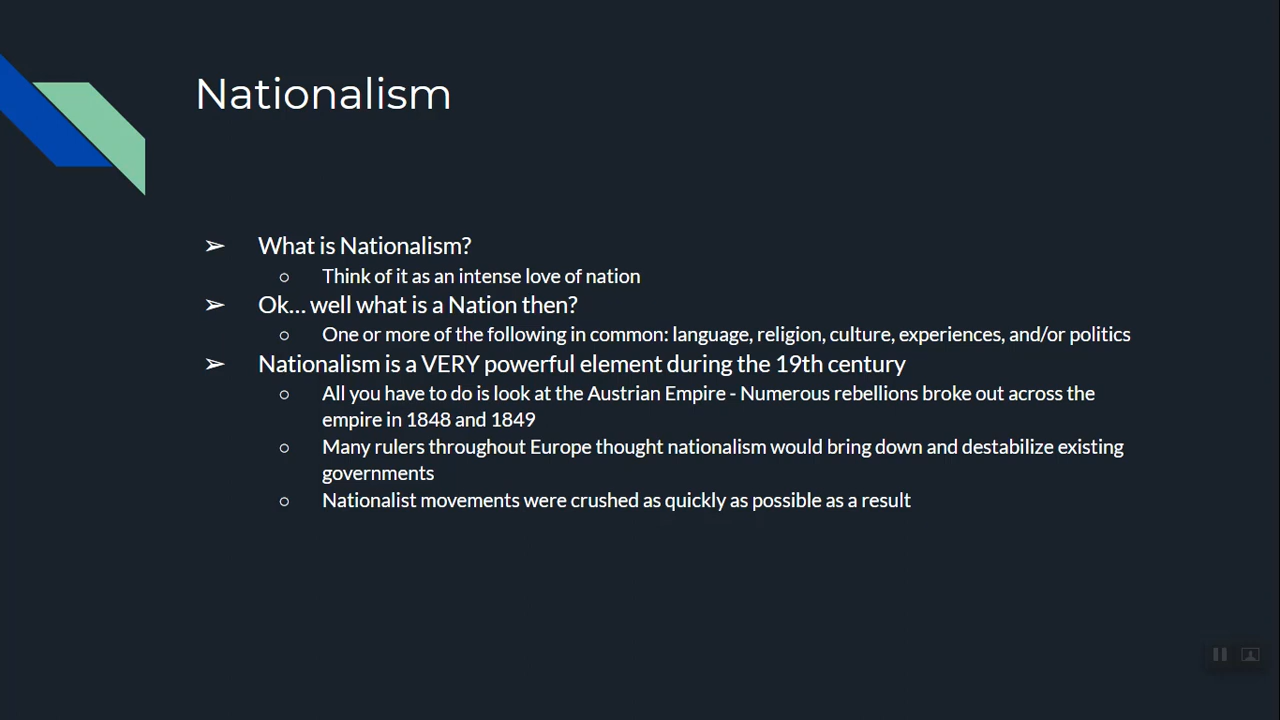 Nationalism
➢ What is Nationalism?
○ Think of it as an intense love of nation
➢ Ok... well what is a Nation then?
○ One or more of the following in common: language, religion, culture, experiences, and/or politics
➢ Nationalism is a VERY powerful element during the 19th century
○ All you have to do is look at the Austrian Empire - Numerous rebellions broke out across the
empire in 1848 and 1849
○ Many rulers throughout Europe thought nationalism would bring down and destabilize existing
governments
○ Nationalist movements were crushed as quickly as possible as a result